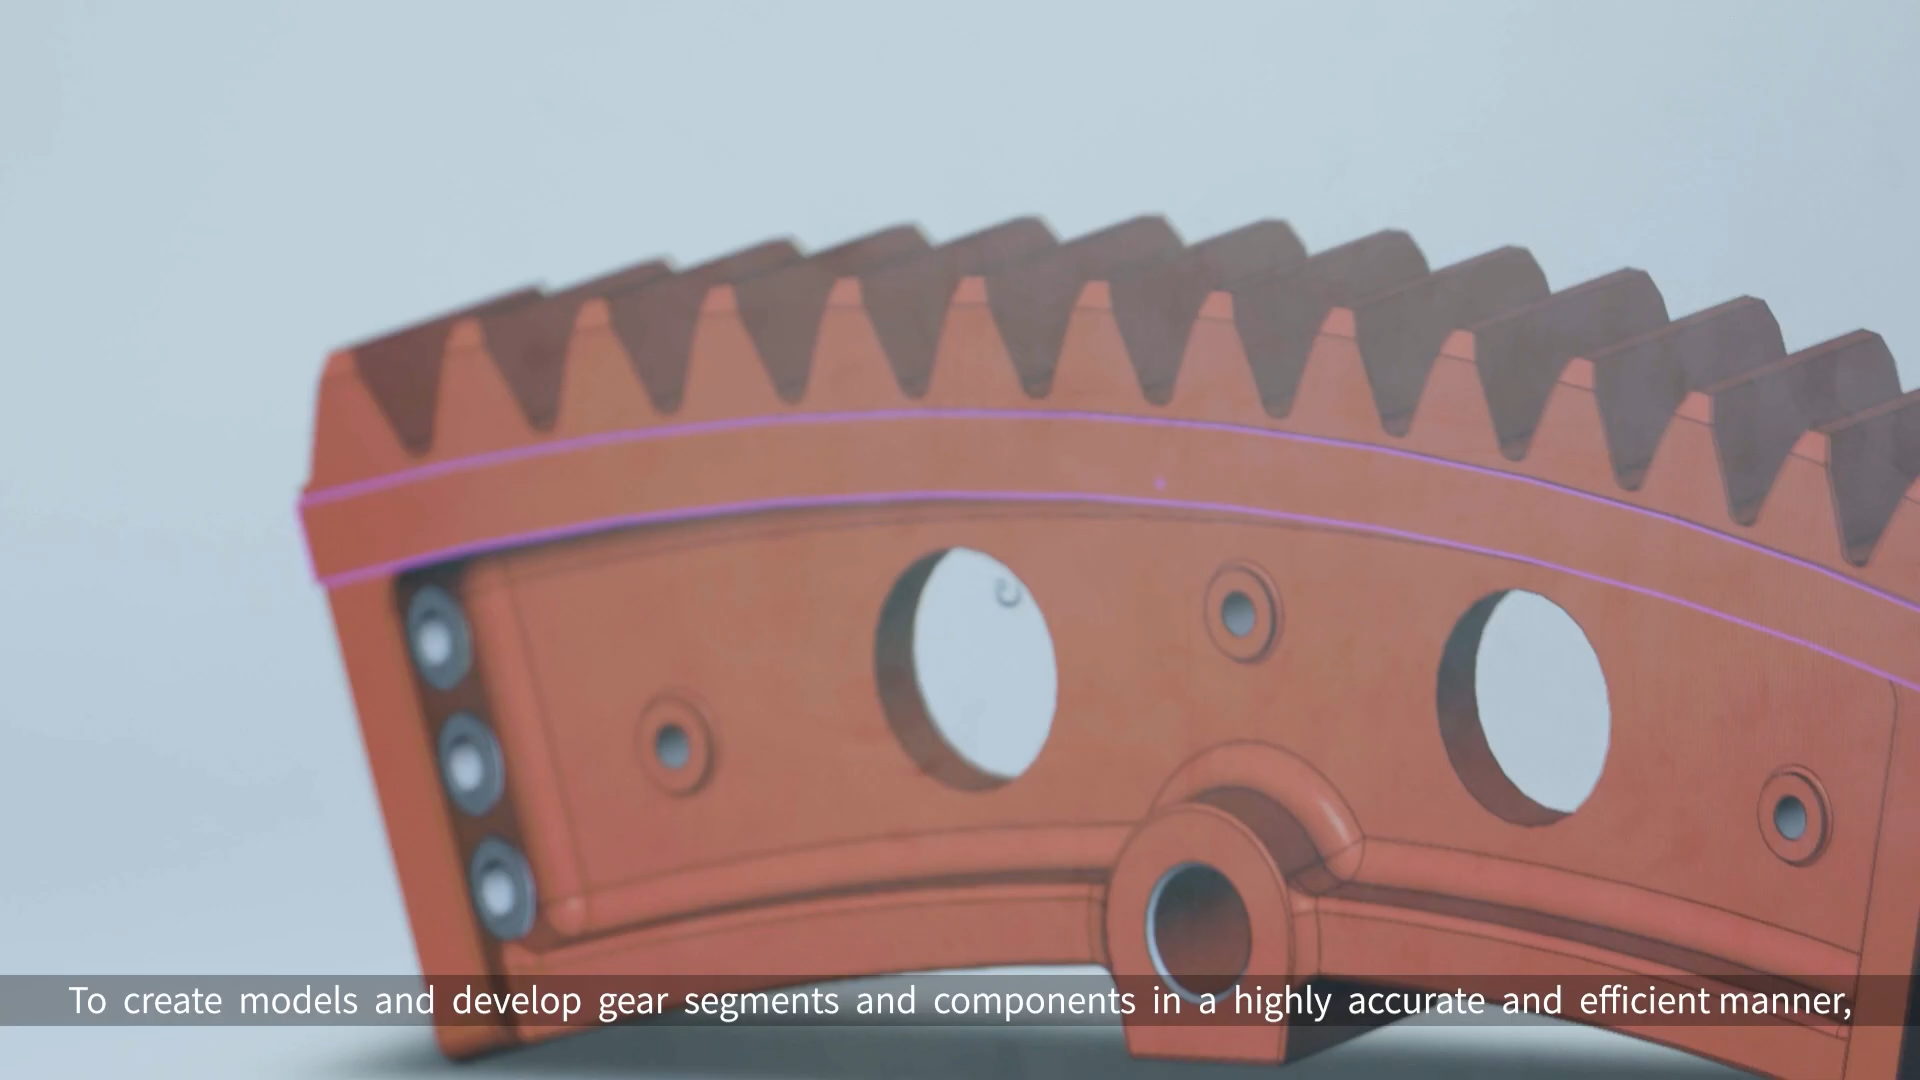 To create models and develop gear segments and components in a highly accurate and efficient manner,